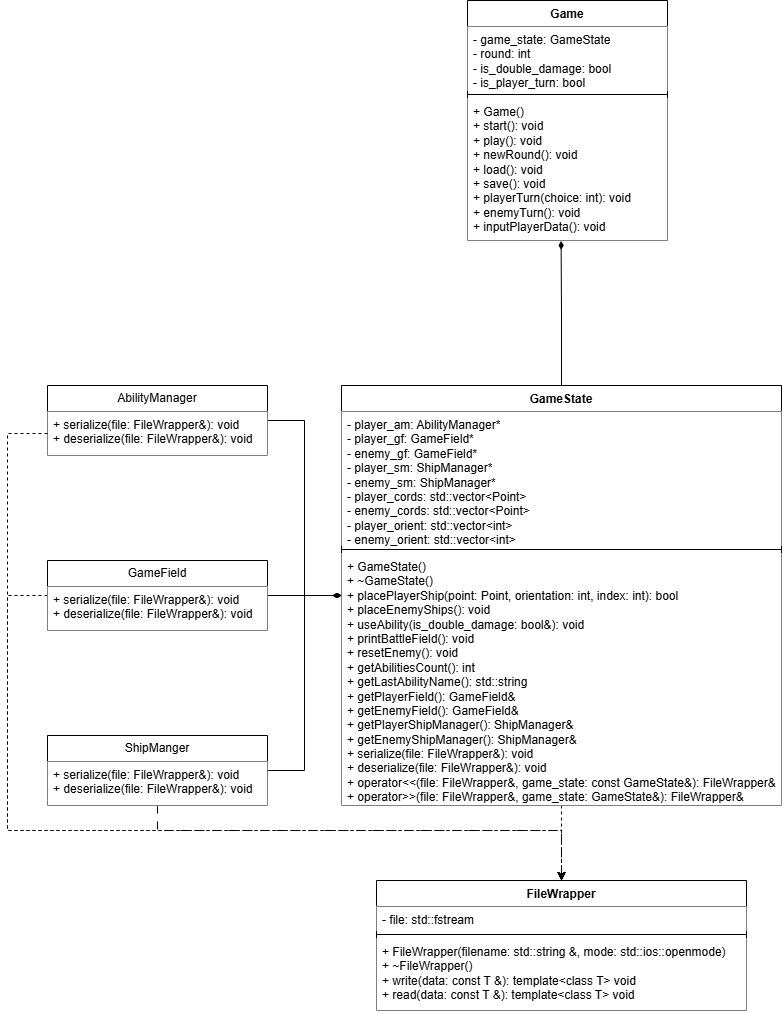 Game
- game_state: GameState
- round: int
- is_double_damage: bool
- is_player_turn: bool
+ Game()
+ start(): void
+ play(): void
+ newRound(): void
+ load(): void
+ save(): void
+ playerTurn(choice: int): void
+ enemyTurn(): void
+ inputPlayerData(): void
AbilityManager
+ serialize(file: FileWrapper&): void
+ deserialize(file: FileWrapper&): void
GameField
+ serialize(file: FileWrapper&): void
+ deserialize(file: FileWrapper&): void
ShipManger
+ serialize(file: FileWrapper&): void
+ deserialize(file: FileWrapper&): void
GameState
- player_am: AbilityManager*
- player_gf: GameField*
- enemy_gf: GameField*
- player_sm: ShipManager*
- enemy_sm: ShipManager*
- player_cords: std::vector<Point>
- enemy_cords: std::vector<Point>
- player_orient: std::vector<int>
- enemy_orient: std::vector<int>
+ GameState()
+ ~GameState()
+ placePlayerShip(point: Point, orientation: int, index: int): bool
+ placeEnemyShips(): void
+ useAbility(is_double_damage: bool&): void
+ printBattleField(): void
+ resetEnemy(): void
+ getAbilitiesCount(): int
+ getLastAbilityName(): std::string
+ getPlayerField(): GameField&
+ getEnemyField(): GameField&
+ getPlayerShipManager(): ShipManager&
+ getEnemyShipManager(): ShipManager&
+ serialize(file: FileWrapper&): void
+ deserialize(file: FileWrapper&): void
+ operator<<(file: FileWrapper&, game_state: const GameState&): FileWrapper&
+ operator>>(file: FileWrapper&, game_state: GameState&): FileWrapper&
FileWrapper
- file: std::fstream
+ FileWrapper(filename: std::string &, mode: std::ios::openmode)
+ ~FileWrapper()
+ write(data: const T &): template<class T> void
+ read(data: const T &): template<class T> void